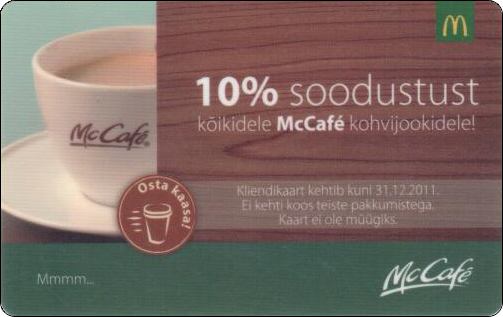 10% soodustust
kõikidele McCafé kohvijookidele!
McCafé
Osta kaasa!
Kliendikaart kehtib kuni 31.12.2011.
Ei kehti koos teiste pakkumistega.
Kaart ei ole müügiks.
Mmmm...
McCafé